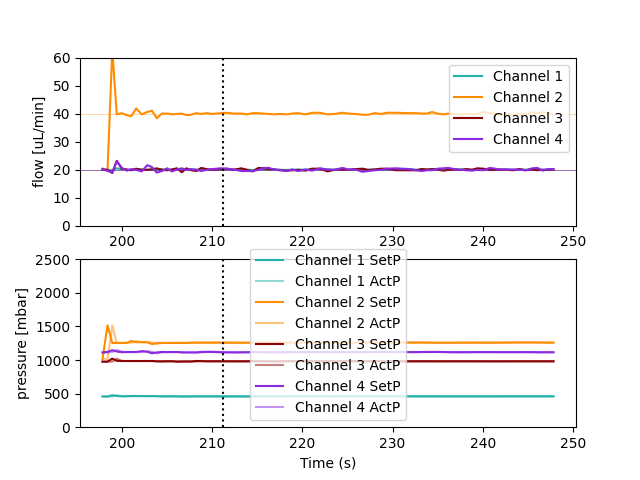 60
50
40
30
20
10
0
flow [uL/min]
Channel 1
Channel 2
Channel 3
Channel 4
200
210
220
230
240
250
2500
2000
1500
1000
500
0
pressure [mbar]
Channel 1 SetP
Channel 1 ActP
Channel 2 SetP
Channel 2 ActP
Channel 3 SetP
Channel 3 ActP
Channel 4 SetP
Channel 4 ActP
200
210
220
230
240
250
Time (s)